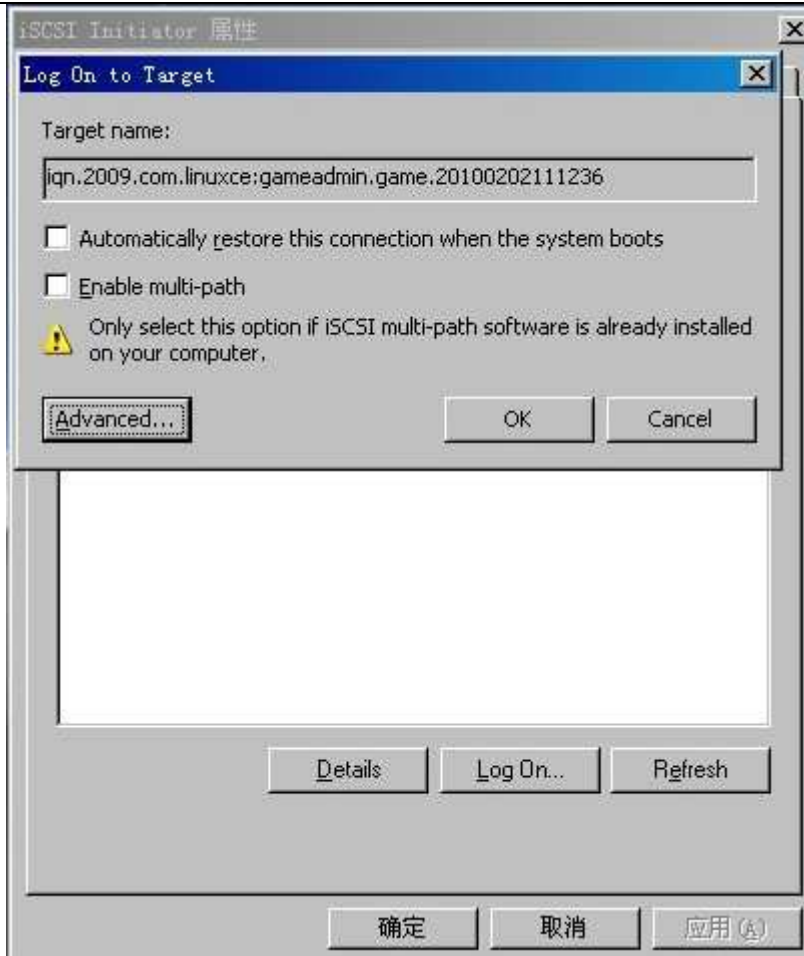 iSCSI Initiator 属性
Log On to Target
Target name:
iqn.2009.com.linuxce:gameadmin.game.20100202111236
Automatically restore this connection when the system boots
Enable multi-path
Only select this option if iSCSI multi-path software is already installed
on your computer.
Advanced... OK Cancel
Details Log On... Refresh
确定 取消 应用(A)